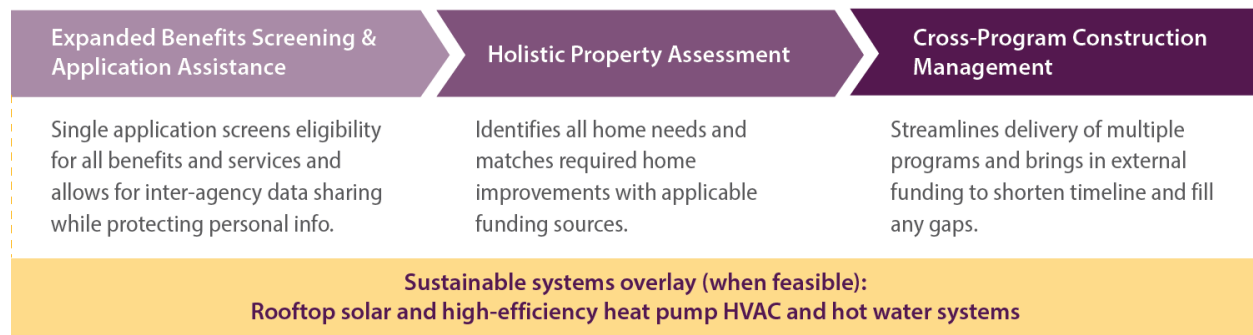 Expanded Benefits Screening &
Application Assistance
Holistic Property Assessment
Cross-Program Construction
Management
Single application screens eligibility
for all benefits and services and
allows for inter-agency data sharing
while protecting personal info.
Identifies all home needs and
matches required home
improvements with applicable
funding sources.
Streamlines delivery of multiple
programs and brings in external
funding to shorten timeline and fill
any gaps.
Sustainable systems overlay (when feasible):
Rooftop solar and high-efficiency heat pump HVAC and hot water systems